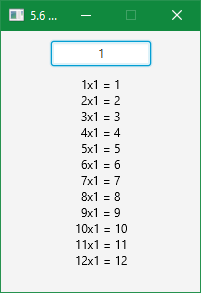 5.6 ...
1
1x1 = 1
2x1 = 2
3x1 = 3
4x1 = 4
5x1 = 5
6x1 = 6
7x1 = 7
8x1 = 8
9x1 = 9
10x1 = 10
11x1 = 11
12x1 = 12